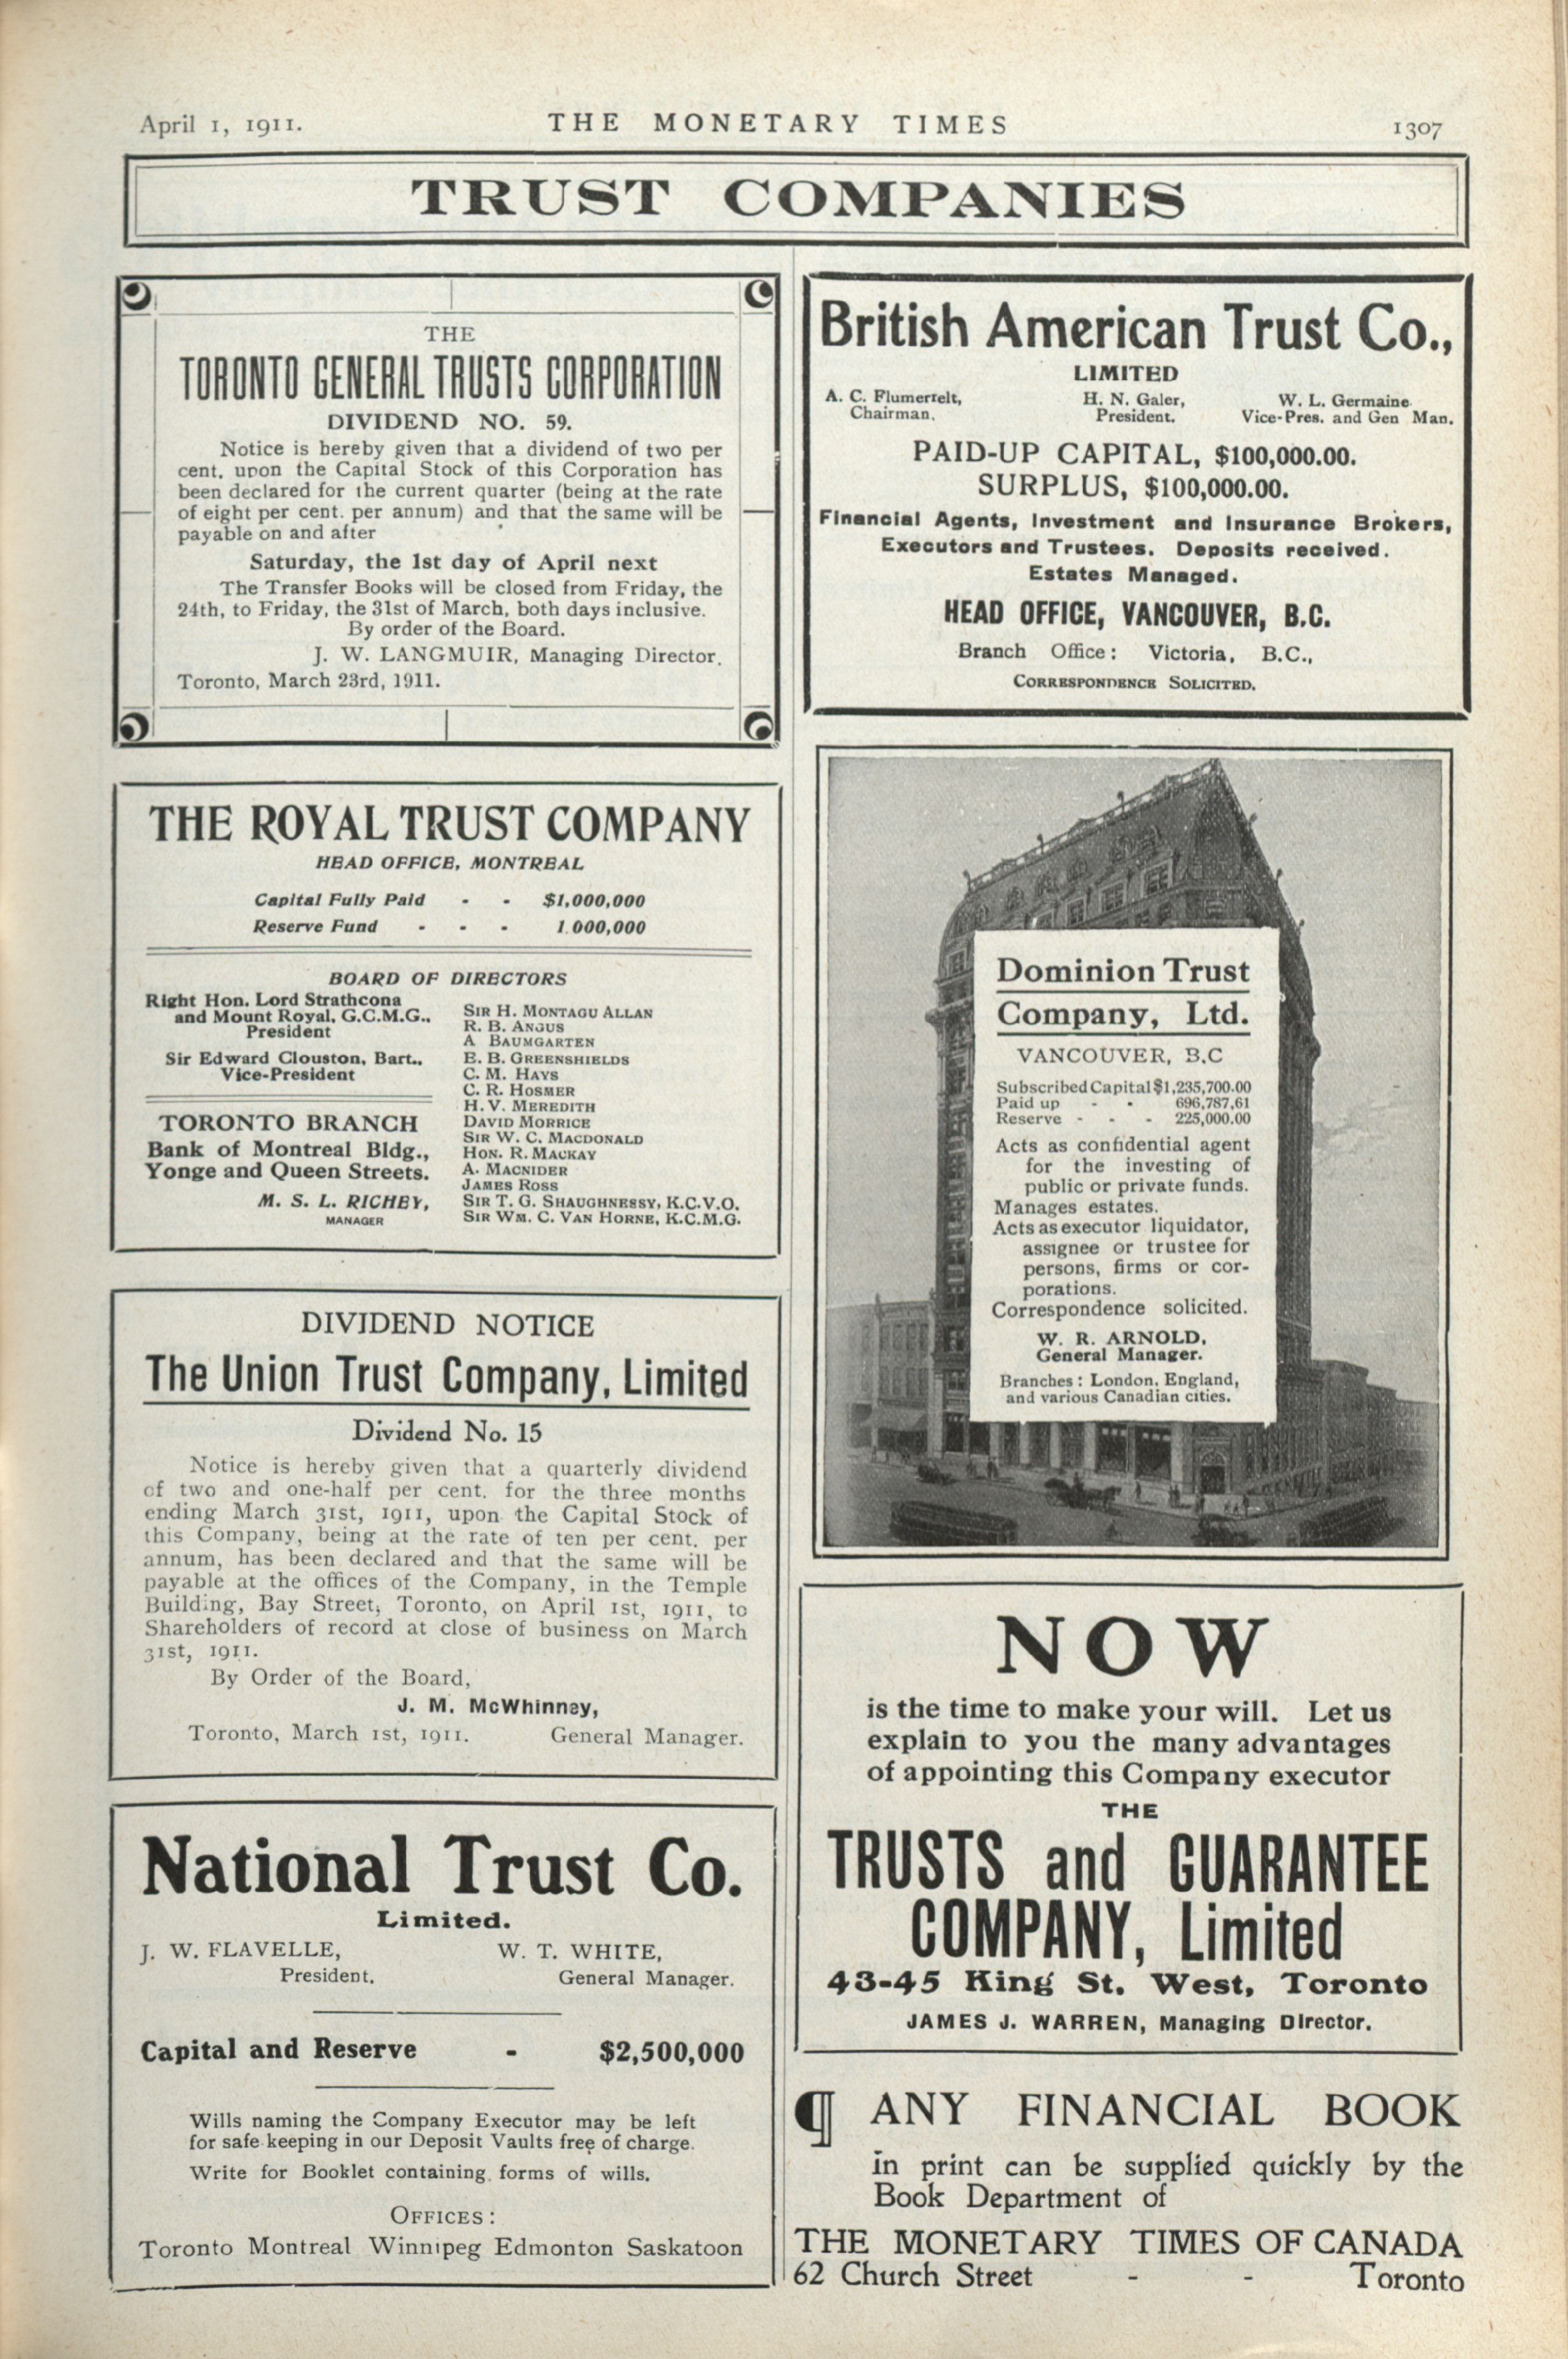 April 1, 1911.
THE MONETARY TIMES
1307
TRUST COMPANIES
THE
TORONTO GENERAL TRUSTS CORPORATION
DIVIDEND NO. 59.
Notice is hereby given that a dividend of two per
cent. upon the Capital Stock of this Corporation has
been declared for the current quarter (being at the rate
of eight per cent. per annum) and that the same will be
payable on and after
Saturday, the 1st day of April next
The Transfer Books will be closed from Friday, the
24th, to Friday, the 31st of March, both days inclusive.
By order of the Board.
J. W. LANGMUIR, Managing Director.
Toronto, March 23rd, 1911.
THE ROYAL TRUST COMPANY
HEAD OFFICE, MONTREAL
Capital Fully Paid - - $1,000,000
Reserve Fund - - - 1.000,000
BOARD OF DIRECTORS
Right Hon. Lord Strathcona
and Mount Royal, G.C.M.G.,
President
Sir Edward Clouston, Bart.,
Vice-President
TORONTO BRANCH
Bank of Montreal Bldg.,
Yonge and Queen Streets.
M. S. L. RICHEY,
MANAGER
SIR H. MONTAGU ALLAN
R. B. ANGUS
A BAUMGARTEN
E. B. GREENSHIELDS
C. M. HAYS
C. R. HOSMER
H. V. MEREDITH
DAVID MORRICE
SIR W. C. MACDONALD
HON. R. MACKAY
A. MACNIDER
JAMES ROSS
SIR T. G. SHAUGHNESSY, K.C.V.O.
SIR WM. C. VAN HORNE, K.C.M.G.
DIVIDEND NOTICE
The Union Trust Company, Limited
Dividend No. 15
Notice is hereby given that a quarterly dividend
of two and one-half per cent. for the three months
ending March 31st, 1911, upon the Capital Stock of
this Company, being at the rate of ten per cent. per
annum, has been declared and that the same will be
payable at the offices of the Company, in the Temple
Building, Bay Street, Toronto, on April 1st, 1911, to
Shareholders of record at close of business on March
31st, 1911.
By Order of the Board,
J. M. McWhinney,
Toronto, March 1st, 1911. General Manager.
National Trust Co.
Limited.
J. W. FLAVELLE, W. T. WHITE,
President. General Manager.
Capital and Reserve - $2,500,000
Wills naming the Company Executor may be left
for safe keeping in our Deposit Vaults free of charge.
Write for Booklet containing forms of wills.
OFFICES:
Toronto Montreal Winnipeg Edmonton Saskatoon
British American Trust Co.,
LIMITED
A. C. Flumerfelt, H. N. Galer, W. L. Germaine
Chairman. President. Vice-Pres. and Gen Man.
PAID-UP CAPITAL, $100,000.00.
SURPLUS, $100,000.00.
Financial Agents, Investment and Insurance Brokers,
Executors and Trustees. Deposits received.
Estates Managed.
HEAD OFFICE, VANCOUVER, B.C.
Branch Office: Victoria, B.C.,
CORRESPONDENCE SOLICITED.
Dominion Trust
Company, Ltd.
VANCOUVER, B.C
Subscribed Capital $1,235,700.00
Paid up - - 696,787,61
Reserve - - - 225,000.00
Acts as confidential agent
for the investing of
public or private funds.
Manages estates.
Acts as executor liquidator,
assignee or trustee for
persons, firms or cor-
porations.
Correspondence solicited.
W. R. ARNOLD,
General Manager.
Branches: London, England,
and various Canadian cities.
NOW
is the time to make your will. Let us
explain to you the many advantages
of appointing this Company executor
THE
TRUSTS and GUARANTEE
COMPANY, Limited
43-45 King St. West, Toronto
JAMES J. WARREN, Managing Director.
¶ ANY FINANCIAL BOOK
in print can be supplied quickly by the
Book Department of
THE MONETARY TIMES OF CANADA
62 Church Street - - Toronto